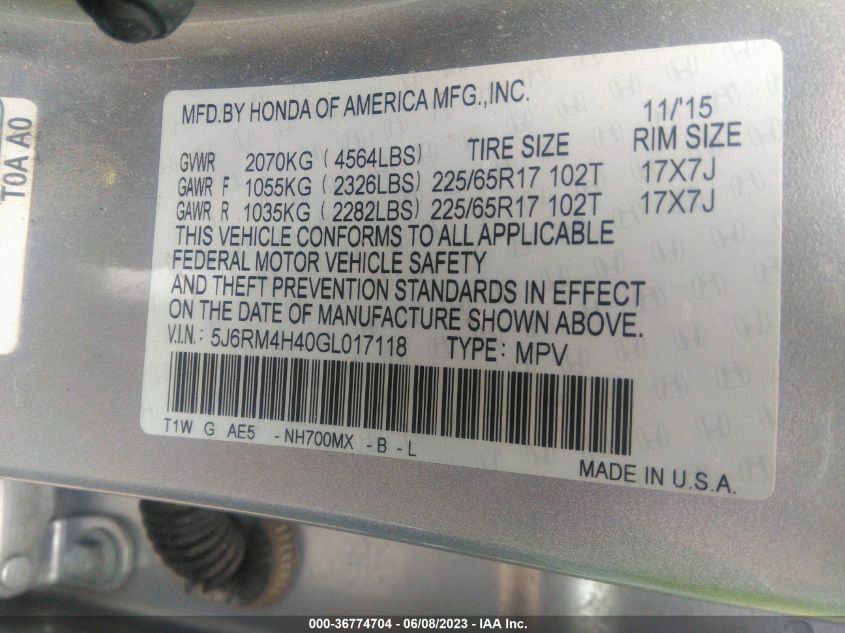 T0A A0
MFD.BY HONDA OF AMERICA MFG.,INC. 11/'15
GVWR 2070KG ( 4564LBS) TIRE SIZE RIM SIZE
GAWR F 1055KG ( 2326LBS) 225/65R17 102T 17X7J
GAWR R 1035KG ( 2282LBS) 225/65R17 102T 17X7J
THIS VEHICLE CONFORMS TO ALL APPLICABLE
FEDERAL MOTOR VEHICLE SAFETY
AND THEFT PREVENTION STANDARDS IN EFFECT
ON THE DATE OF MANUFACTURE SHOWN ABOVE.
V.I.N.: 5J6RM4H40GL017118 TYPE: MPV
T1W G AE5 -NH700MX -B -L
MADE IN U.S.A.
000-36774704 - 06/08/2023 - IAA Inc.